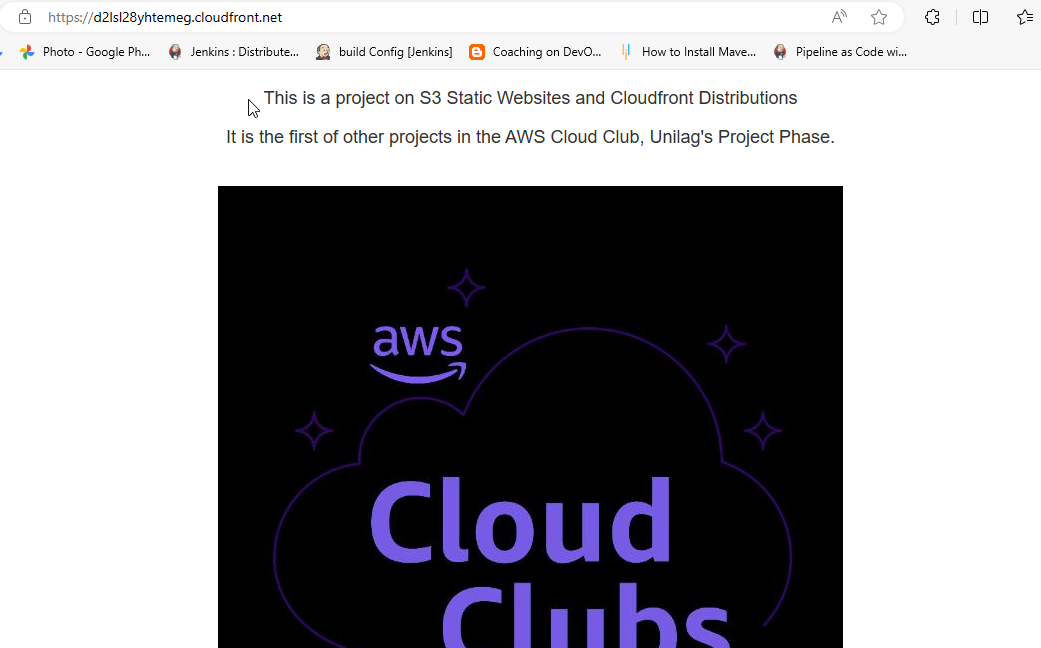 https://d2lsl28yhtemeg.cloudfront.net
Photo - Google Ph... Jenkins : Distribute... build Config [Jenkins] Coaching on DevO... How to Install Mave... Pipeline as Code wi...
This is a project on S3 Static Websites and Cloudfront Distributions
It is the first of other projects in the AWS Cloud Club, Unilag's Project Phase.
aws
Cloud
Clubs